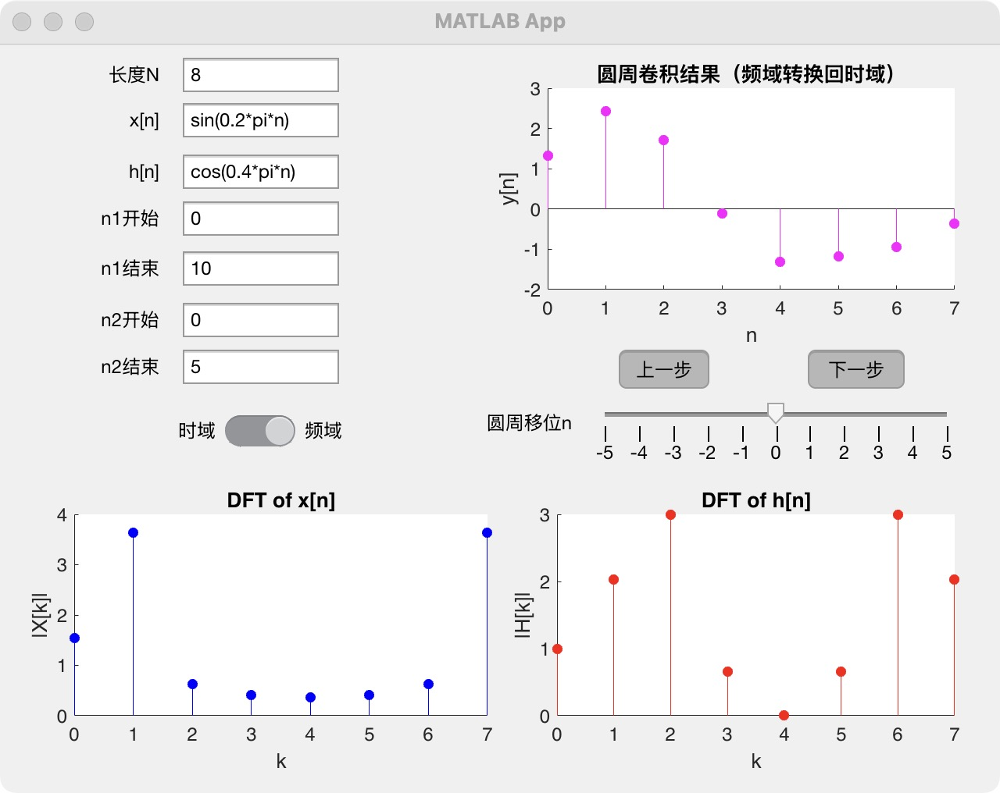 MATLAB App
长度N
8
x[n]
sin(0.2*pi*n)
h[n]
cos(0.4*pi*n)
n1开始
0
n1结束
10
n2开始
0
n2结束
5
时域
频域
圆周卷积结果（频域转换回时域）
3
2
1
0
-1
-2
y[n]
0 1 2 3 4 5 6 7
n
上一步
下一步
圆周移位n
-5 -4 -3 -2 -1 0 1 2 3 4 5
DFT of x[n]
4
3
2
1
0
|X[k]|
0 1 2 3 4 5 6 7
k
DFT of h[n]
3
2
1
0
|H[k]|
0 1 2 3 4 5 6 7
k